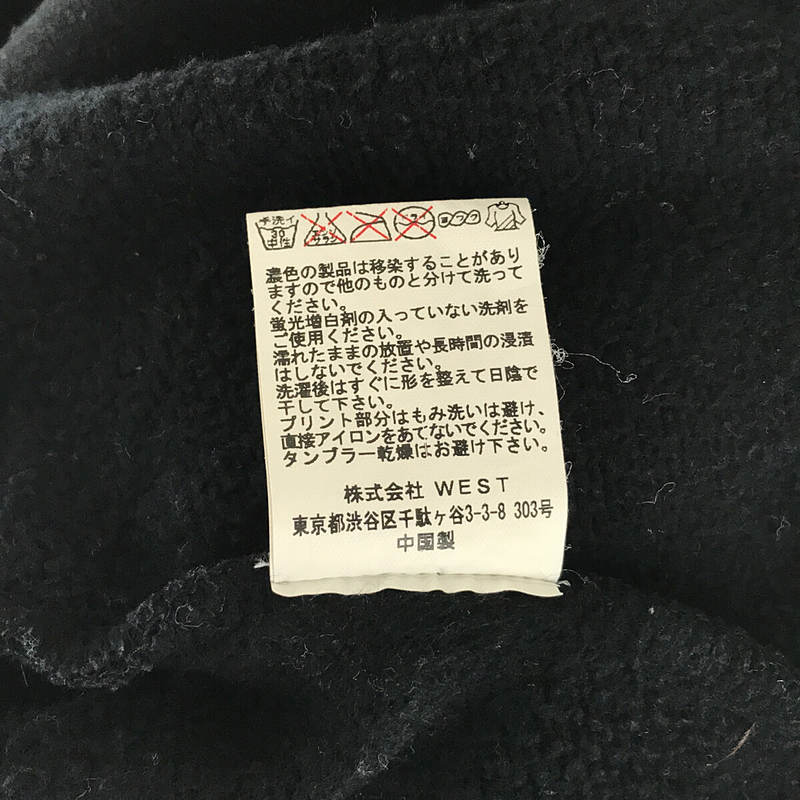 手洗イ
30
中性
エンソ
サラシ
濃色の製品は移染することがあり
ますので他のものと分けて洗って
ください。
蛍光増白剤の入っていない洗剤を
ご使用ください。
濡れたままの放置や長時間の浸漬
はしないでください。
洗濯後はすぐに形を整えて日陰で
干して下さい。
プリント部分はもみ洗いは避け、
直接アイロンをあてないでください。
タンブラー乾燥はお避け下さい。
株式会社 WEST
東京都渋谷区千駄ヶ谷3-3-8 303号
中国製